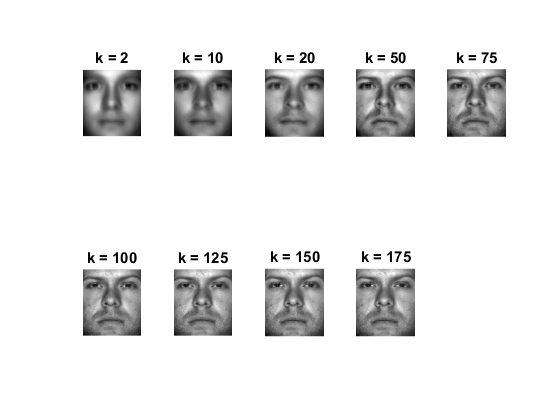 k = 2 k = 10 k = 20 k = 50 k = 75
k = 100 k = 125 k = 150 k = 175